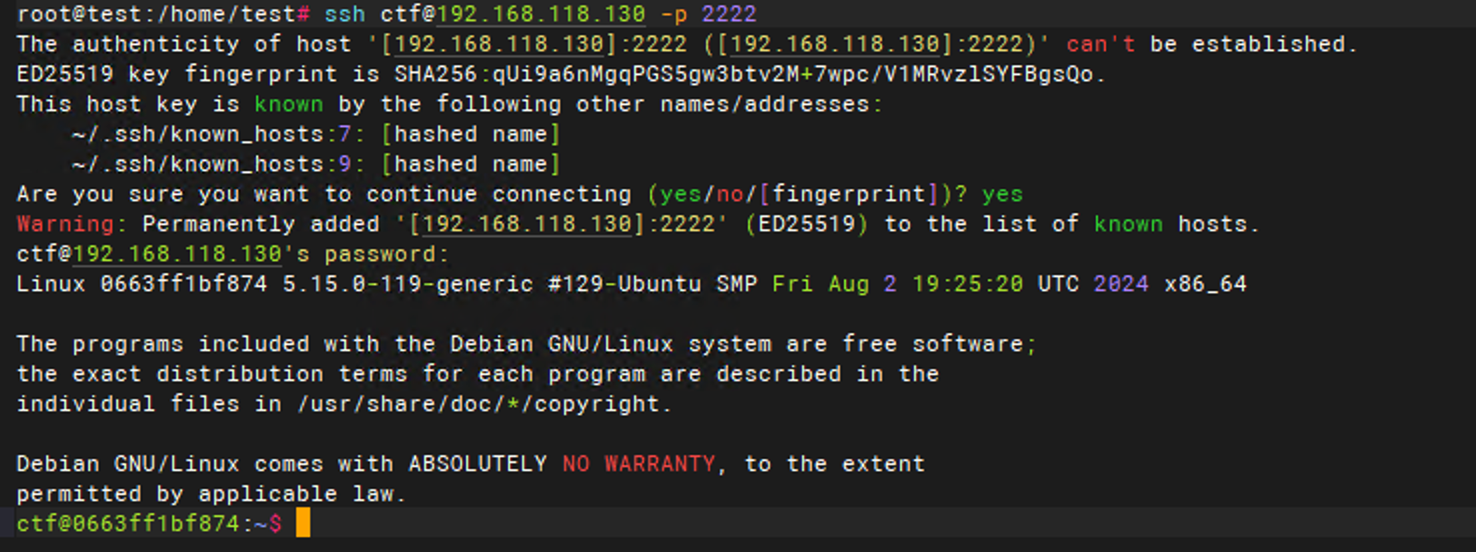 root@test:/home/test# ssh ctf@192.168.118.130 -p 2222
The authenticity of host '[192.168.118.130]:2222 ([192.168.118.130]:2222)' can't be established.
ED25519 key fingerprint is SHA256:qUi9a6nMgqPGS5gw3btv2M+7wpc/V1MRvzlSYFBgsQo.
This host key is known by the following other names/addresses:
    ~/.ssh/known_hosts:7: [hashed name]
    ~/.ssh/known_hosts:9: [hashed name]
Are you sure you want to continue connecting (yes/no/[fingerprint])? yes
Warning: Permanently added '[192.168.118.130]:2222' (ED25519) to the list of known hosts.
ctf@192.168.118.130's password:
Linux 0663ff1bf874 5.15.0-119-generic #129-Ubuntu SMP Fri Aug 2 19:25:20 UTC 2024 x86_64

The programs included with the Debian GNU/Linux system are free software;
the exact distribution terms for each program are described in the
individual files in /usr/share/doc/*/copyright.

Debian GNU/Linux comes with ABSOLUTELY NO WARRANTY, to the extent
permitted by applicable law.
ctf@0663ff1bf874:~$